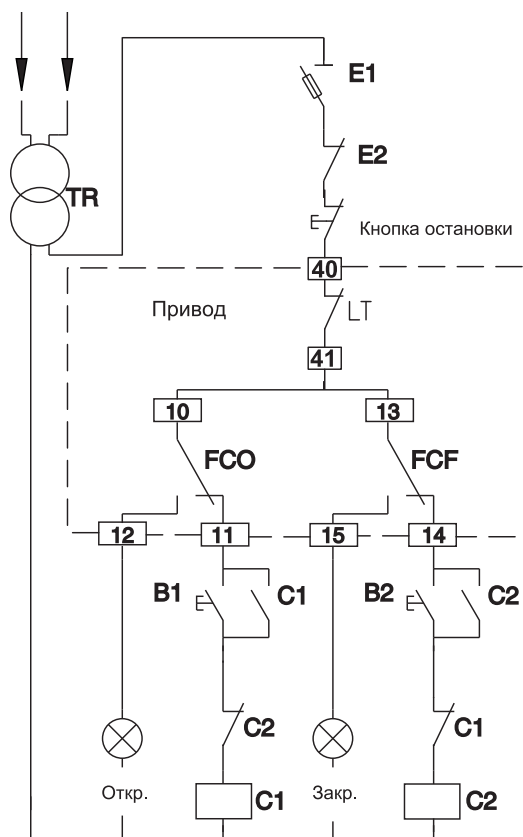 E1
E2
TR
Кнопка остановки
40
Привод
LT
41
10
13
FCO
FCF
12
11
15
14
B1
C1
B2
C2
C2
C1
Откр.
C1
Закр.
C2